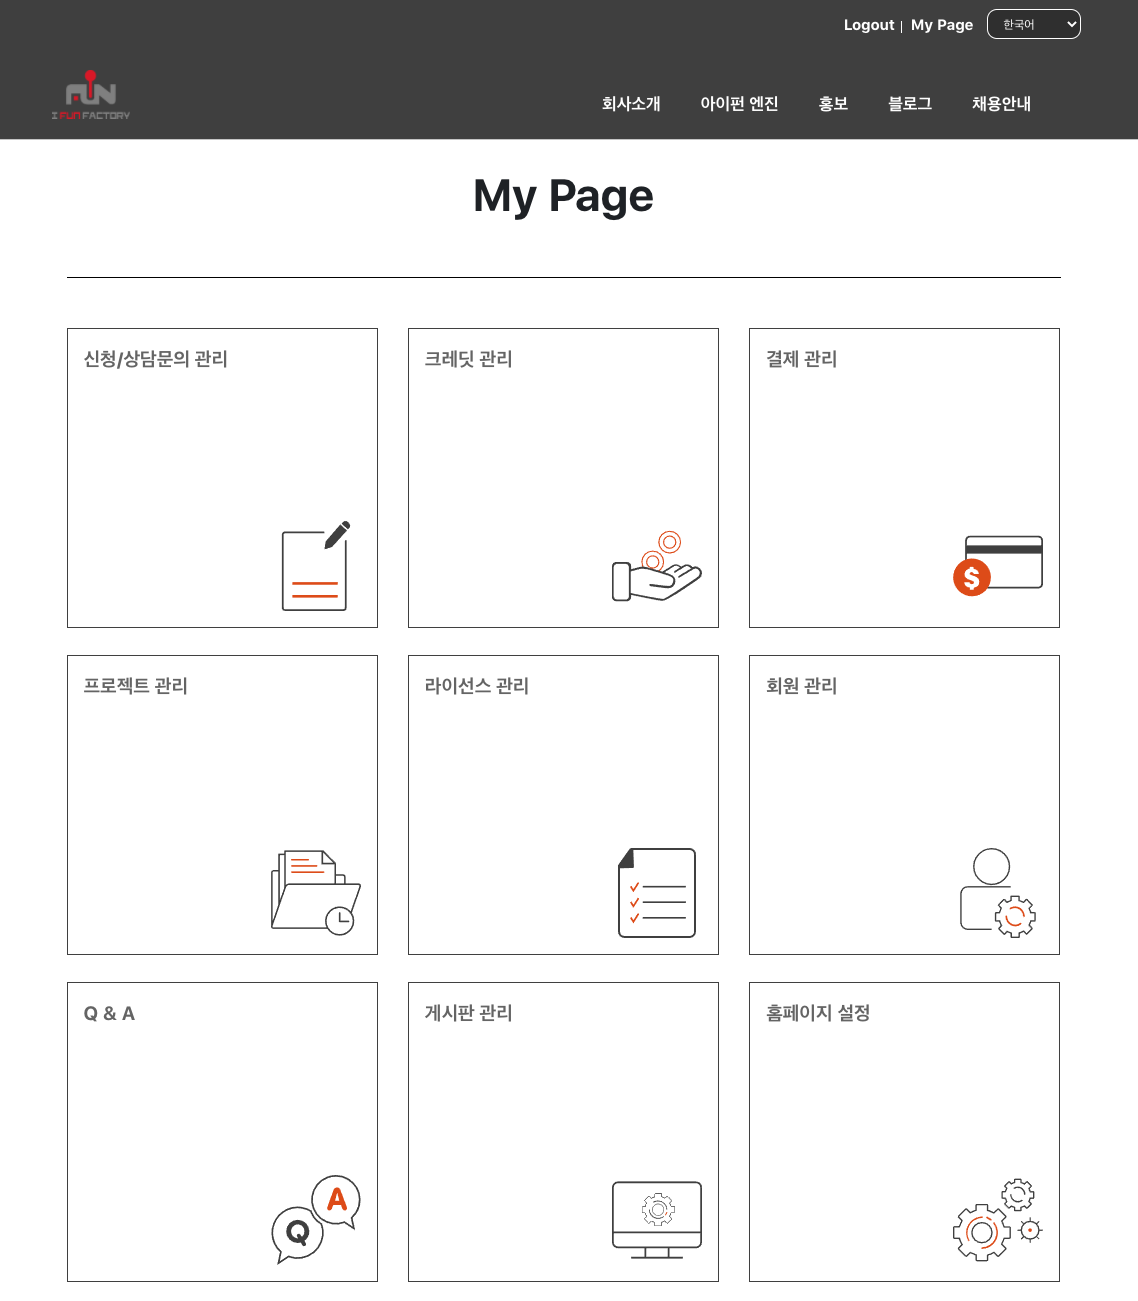 Logout | My Page 한국어
FUN
I FUN FACTORY
회사소개 아이펀 엔진 홍보 블로그 채용안내
My Page
신청/상담문의 관리 크레딧 관리 결제 관리
$
프로젝트 관리 라이선스 관리 회원 관리
Q & A 게시판 관리 홈페이지 설정
A
Q